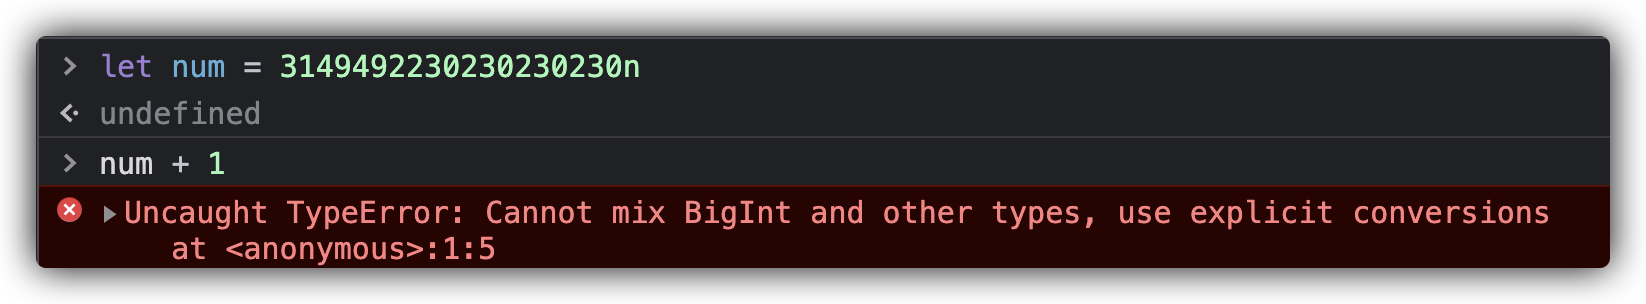 > let num = 3149492230230230230n
undefined
> num + 1
Uncaught TypeError: Cannot mix BigInt and other types, use explicit conversions
at <anonymous>:1:5